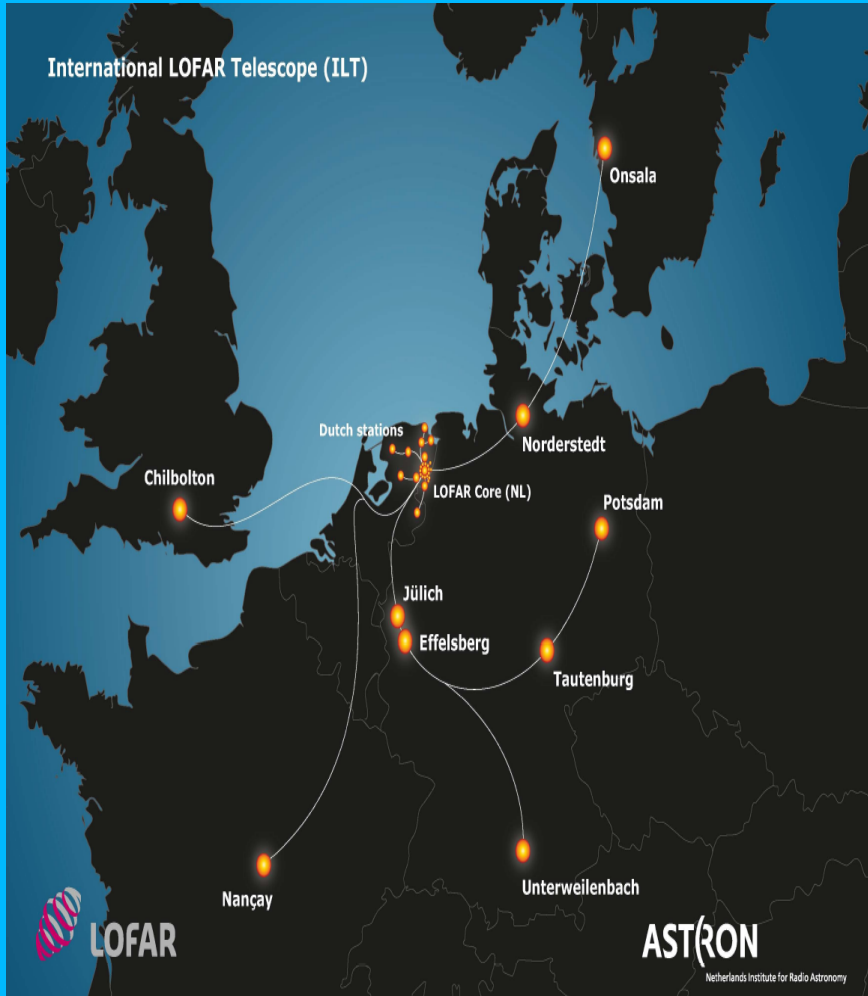 International LOFAR Telescope (ILT)
Onsala
Dutch stations
Norderstedt
Chilbolton
LOFAR Core (NL)
Potsdam
Jülich
Effelsberg
Tautenburg
Unterweilenbach
Nançay
LOFAR
ASTRON
Netherlands Institute for Radio Astronomy